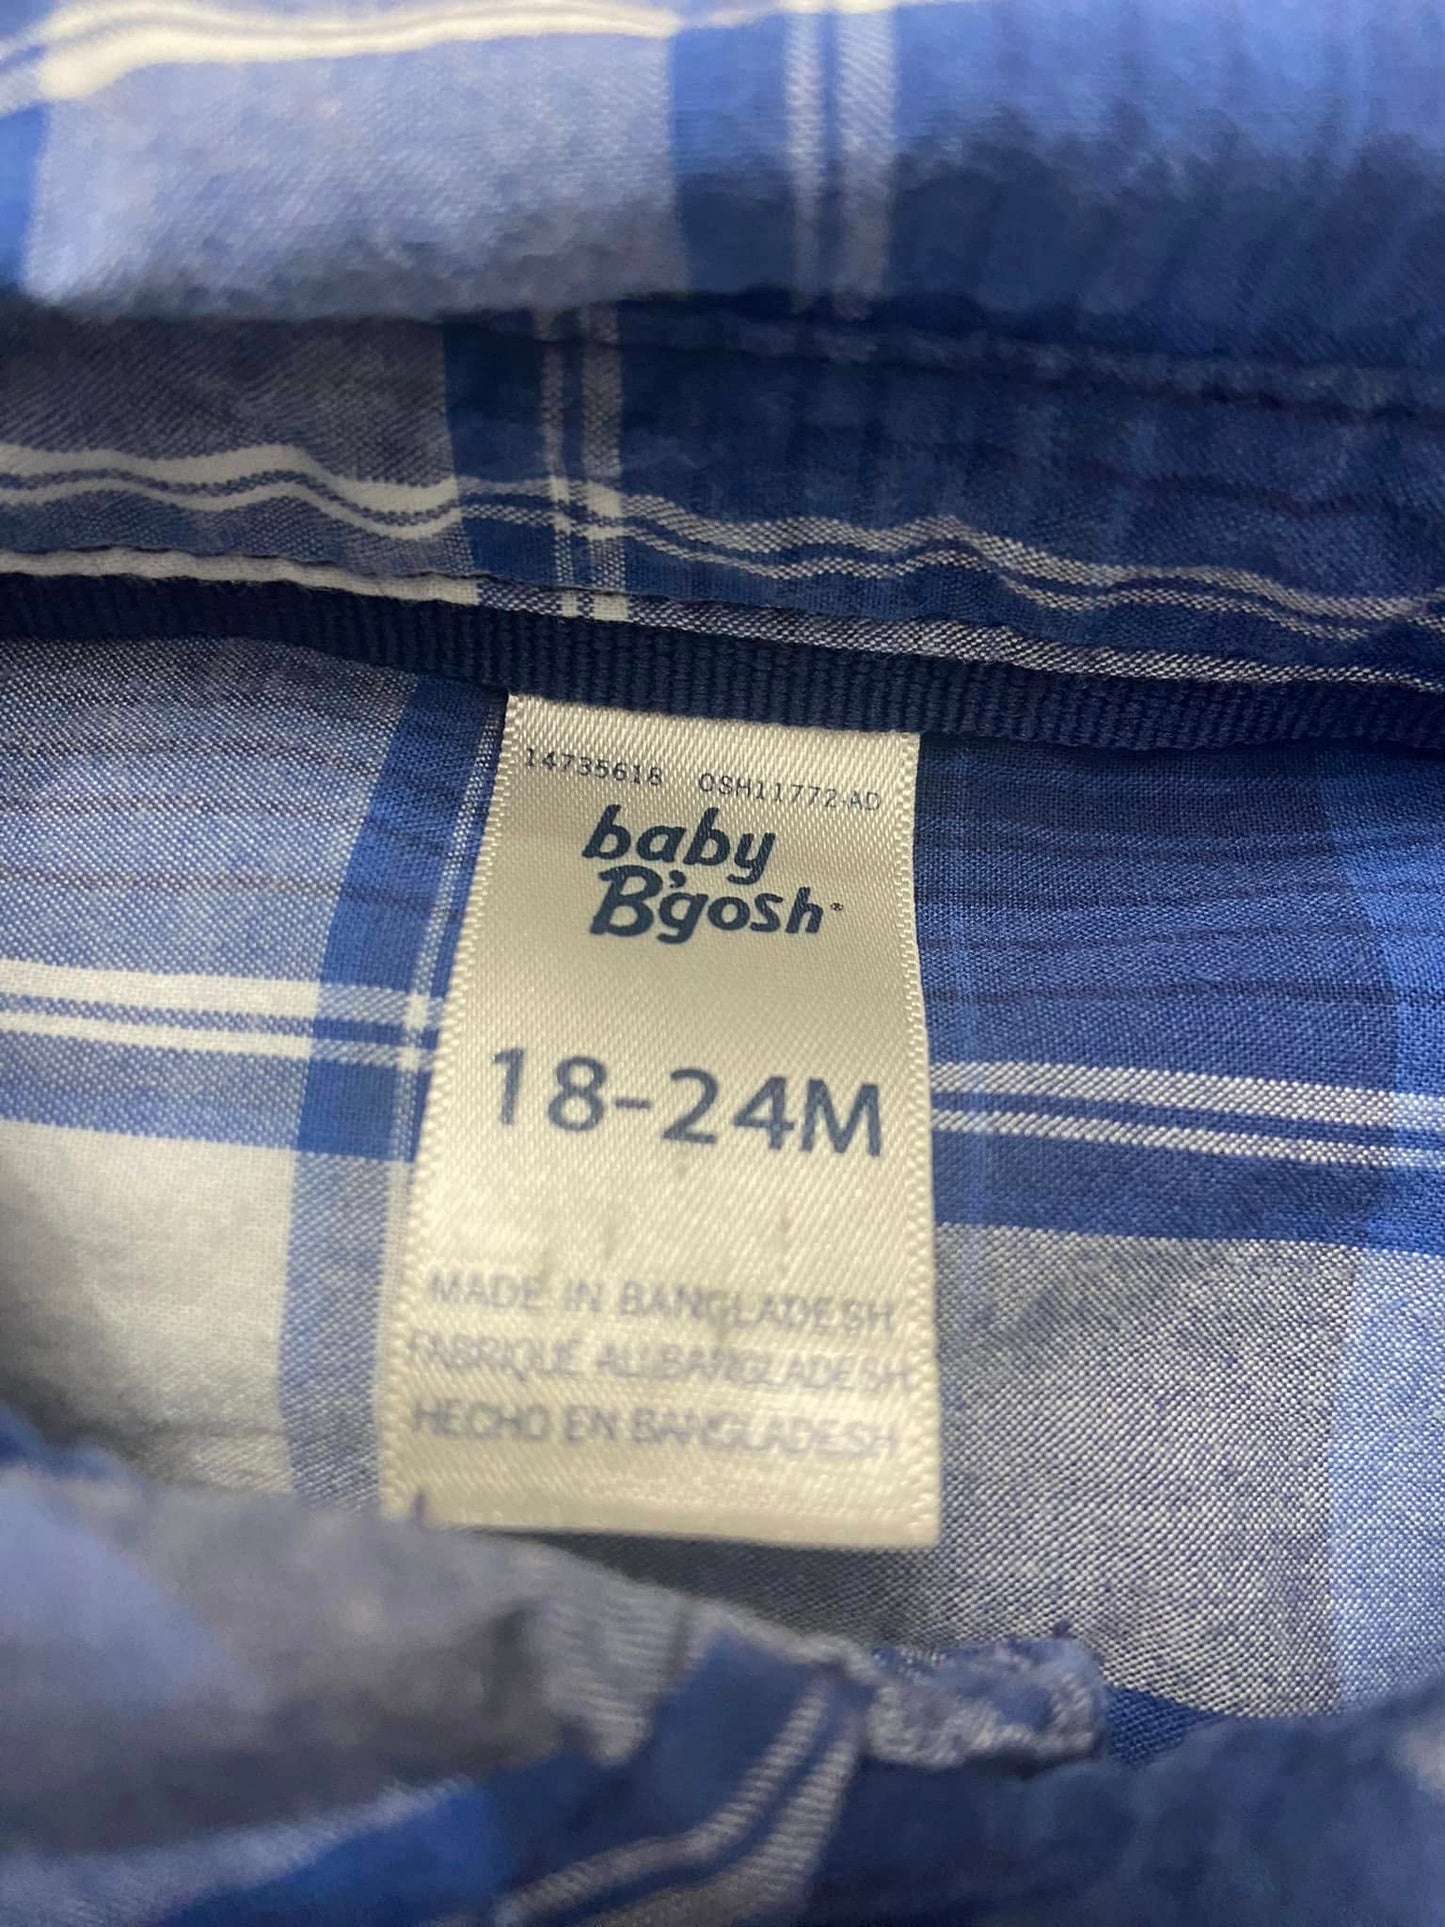 14735618 OSH11772-AD
baby
B'gosh®
18-24M
MADE IN BANGLADESH
FABRIQUÉ AU BANGLADESH
HECHO EN BANGLADESH